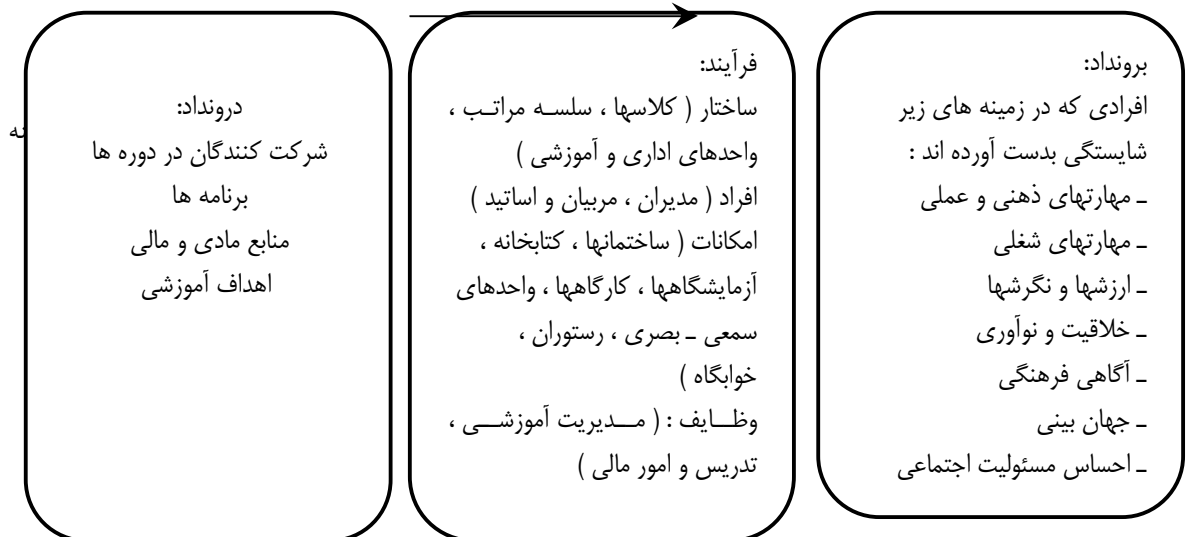 درونداد:
شرکت کنندگان در دوره ها
برنامه ها
منابع مادی و مالی
اهداف آموزشی
فرآیند:
ساختار ( کلاسها ، سلسه مراتب ،
واحدهای اداری و آموزشی )
افراد ( مدیران ، مربیان و اساتید )
امکانات ( ساختمانها ، کتابخانه ،
آزمایشگاهها ، کارگاهها ، واحدهای
سمعی ـ بصری ، رستوران ،
خوابگاه )
وظایف : ( مدیریت آموزشی ،
تدریس و امور مالی )
برونداد:
افرادی که در زمینه های زیر
شایستگی بدست آورده اند :
ـ مهارتهای ذهنی و عملی
ـ مهارتهای شغلی
ـ ارزشها و نگرشها
ـ خلاقیت و نوآوری
ـ آگاهی فرهنگی
ـ جهان بینی
ـ احساس مسئولیت اجتماعی